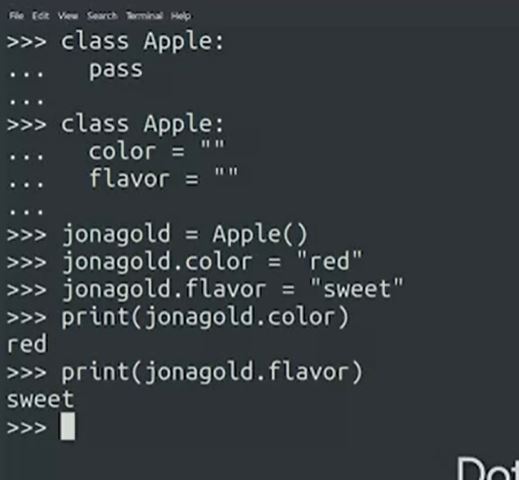 File Edit View Search Terminal Help
>>> class Apple:
...   pass
...
>>> class Apple:
...   color = ""
...   flavor = ""
...
>>> jonagold = Apple()
>>> jonagold.color = "red"
>>> jonagold.flavor = "sweet"
>>> print(jonagold.color)
red
>>> print(jonagold.flavor)
sweet
>>>